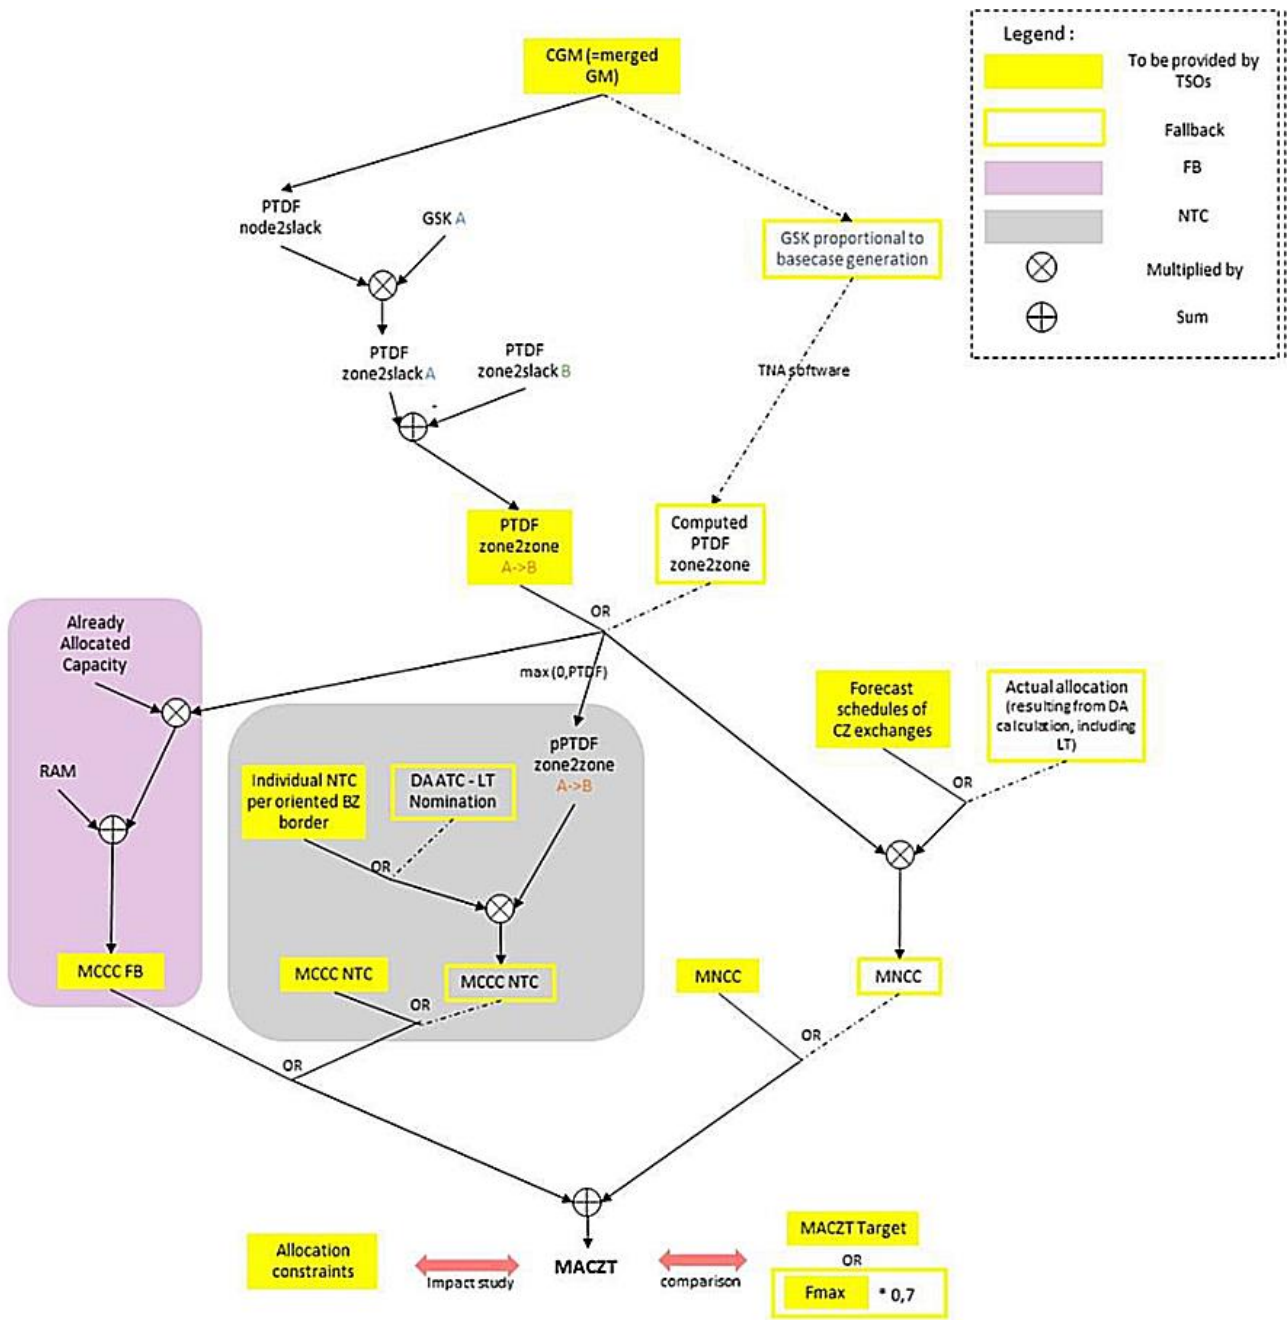 CGM (=merged
GM)
Legend :
To be provided by
TSOs
Fallback
FB
NTC
Multiplied by
Sum
PTDF
node2slack
GSK A
GSK proportional to
basecase generation
PTDF
zone2slack A
PTDF
zone2slack B
-
TNA software
PTDF
zone2zone
A->B
Computed
PTDF
zone2zone
OR
Already
Allocated
Capacity
max (0,PTDF)
Forecast
schedules of
CZ exchanges
Actual allocation
(resulting from DA
calculation, including
LT)
RAM
Individual NTC
per oriented BZ
border
DA ATC - LT
Nomination
pPTDF
zone2zone
A->B
OR
OR
MCCC FB
MCCC NTC
MCCC NTC
MNCC
MNCC
OR
OR
OR
Allocation
constraints
Impact study
MACZT
comparison
MACZT Target
OR
Fmax * 0,7